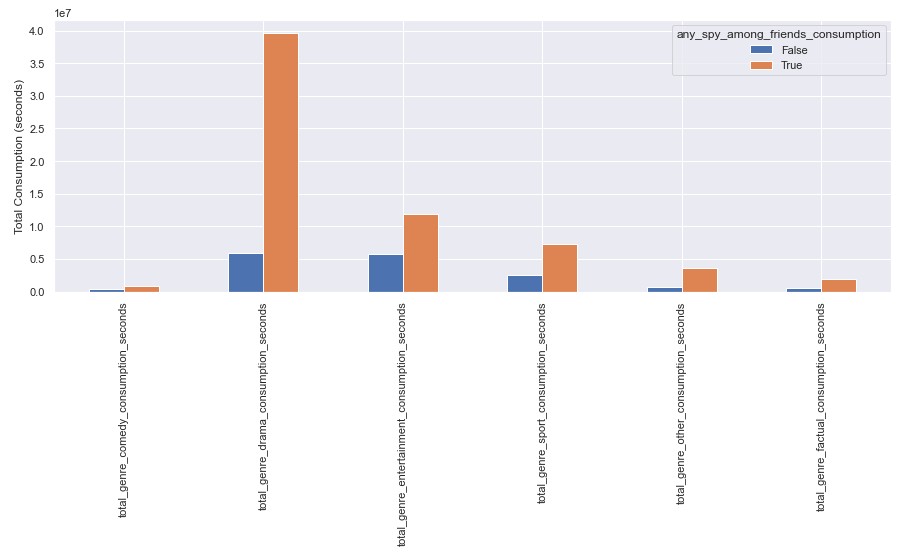 1e7
4.0
3.5
3.0
2.5
2.0
1.5
1.0
0.5
0.0
Total Consumption (seconds)
any_spy_among_friends_consumption
False
True
total_genre_comedy_consumption_seconds
total_genre_drama_consumption_seconds
total_genre_entertainment_consumption_seconds
total_genre_sport_consumption_seconds
total_genre_other_consumption_seconds
total_genre_factual_consumption_seconds